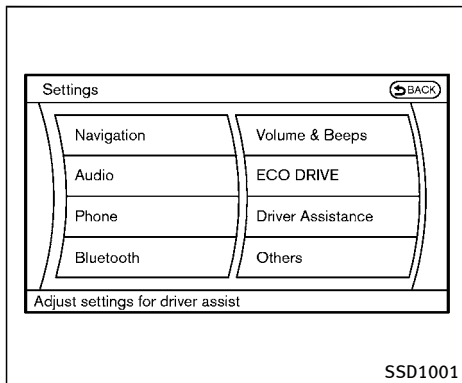 Settings
BACK
Navigation
Volume & Beeps
Audio
ECO DRIVE
Phone
Driver Assistance
Bluetooth
Others
Adjust settings for driver assist
SSD1001